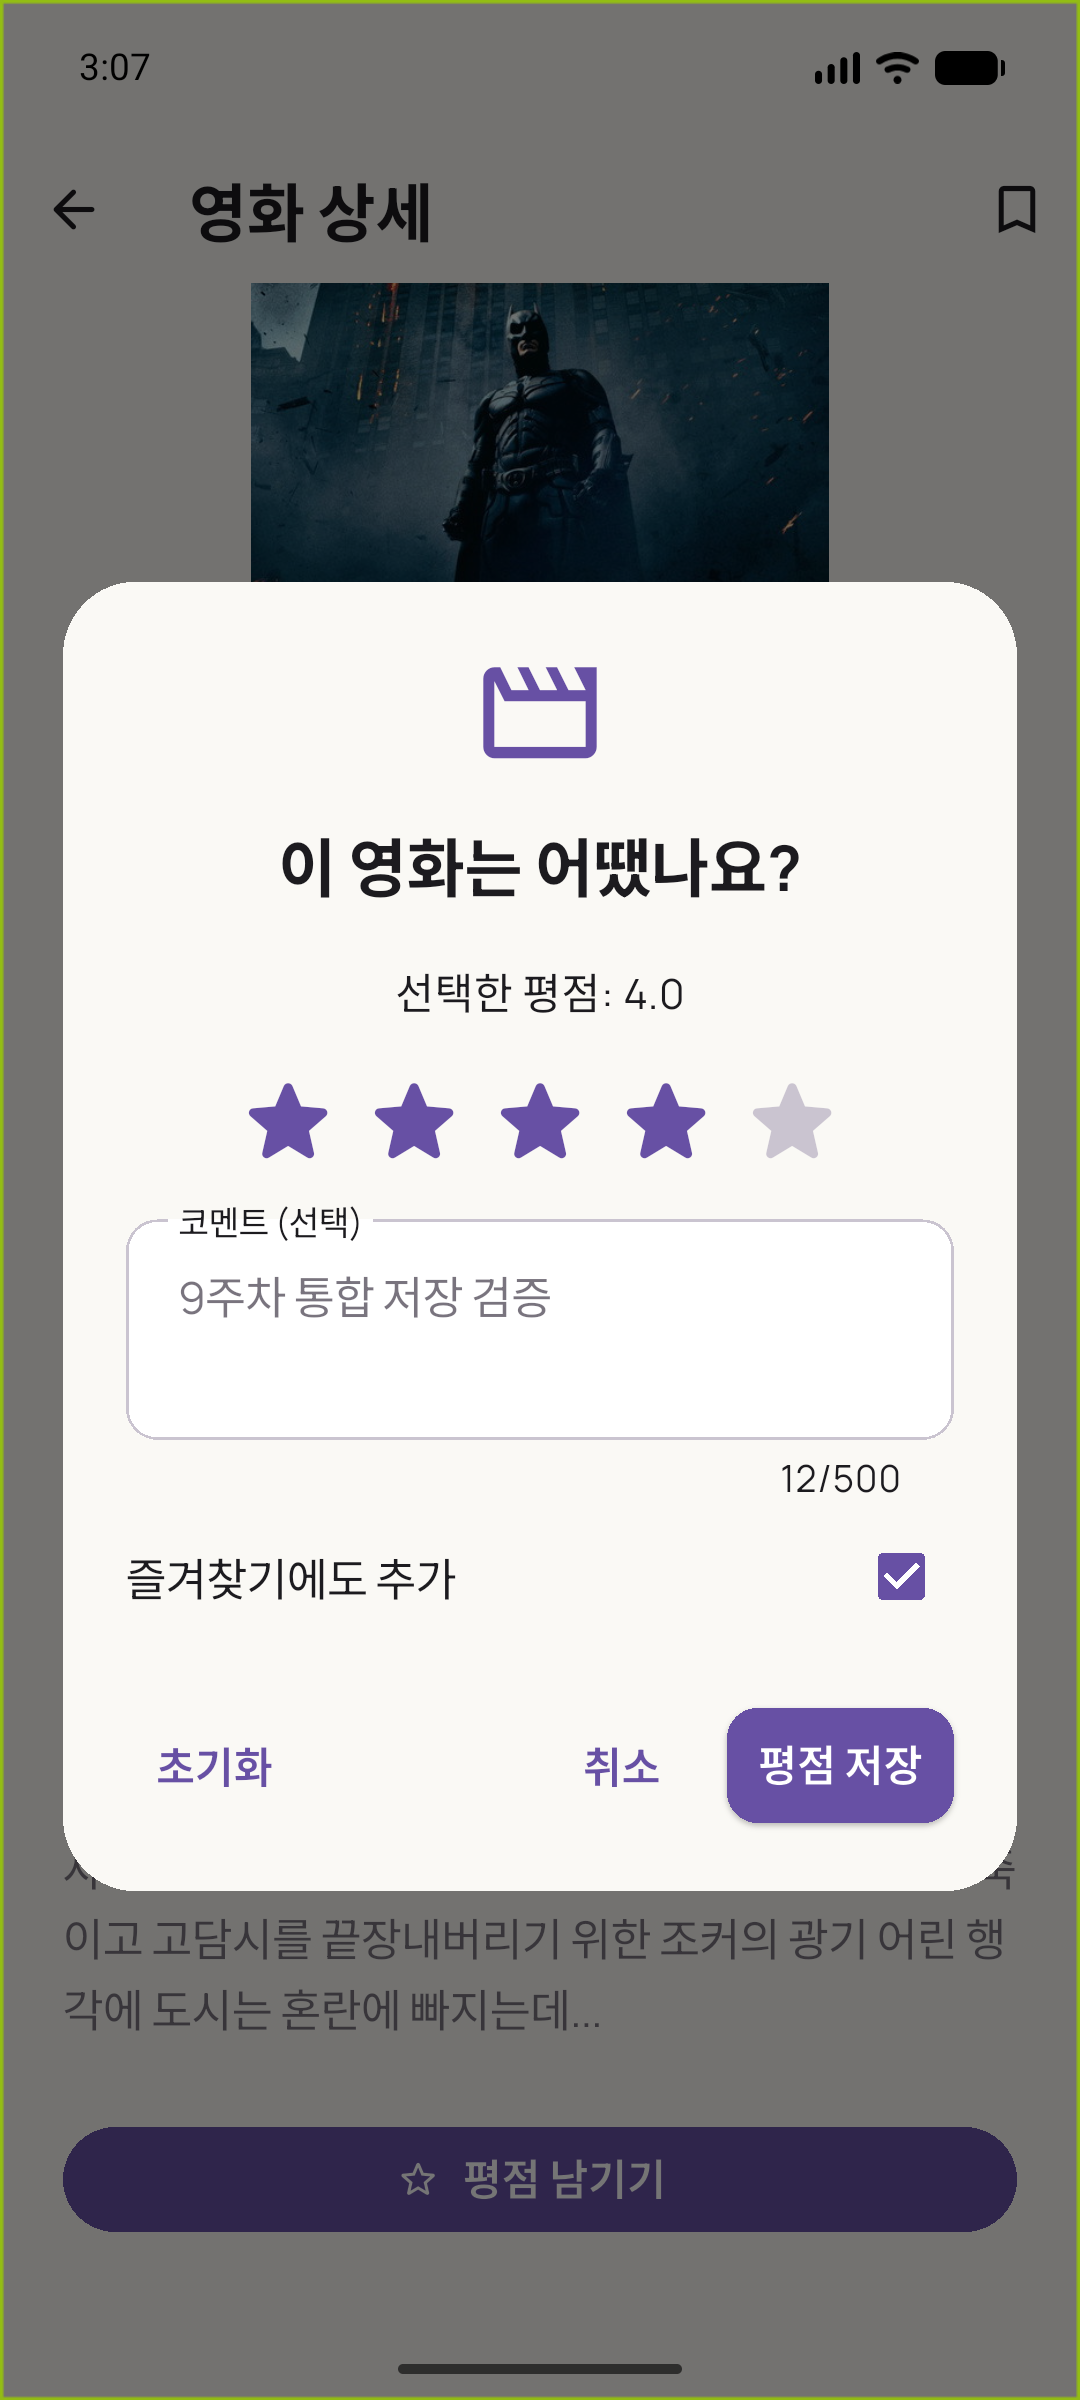 3:07
영화 상세
이 영화는 어땠나요?
선택한 평점: 4.0
코멘트 (선택)
9주차 통합 저장 검증
12/500
즐겨찾기에도 추가
초기화
취소
평점 저장
이고 고담시를 끝장내버리기 위한 조커의 광기 어린 행
각에 도시는 혼란에 빠지는데...
평점 남기기